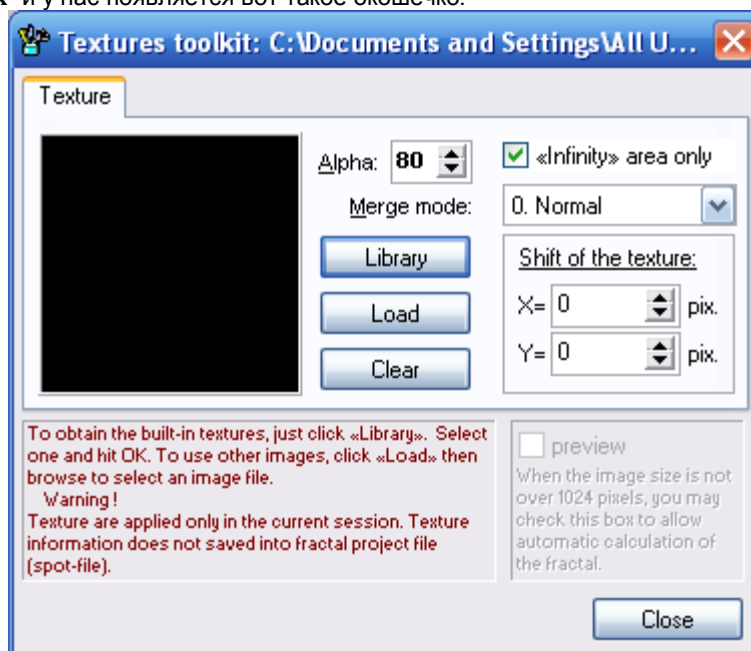 и у нас появляется вот такое окошечко.
Textures toolkit: C:\Documents and Settings\All U...
Texture
Alpha: 80
«Infinity» area only
Merge mode:
0. Normal
Library
Shift of the texture:
Load
X= 0 pix.
Clear
Y= 0 pix.
To obtain the built-in textures, just click «Library». Select
one and hit OK. To use other images, click «Load» then
browse to select an image file.
Warning!
Texture are applied only in the current session. Texture
information does not saved into fractal project file
(spot-file).
preview
When the image size is not
over 1024 pixels, you may
check this box to allow
automatic calculation of
the fractal.
Close